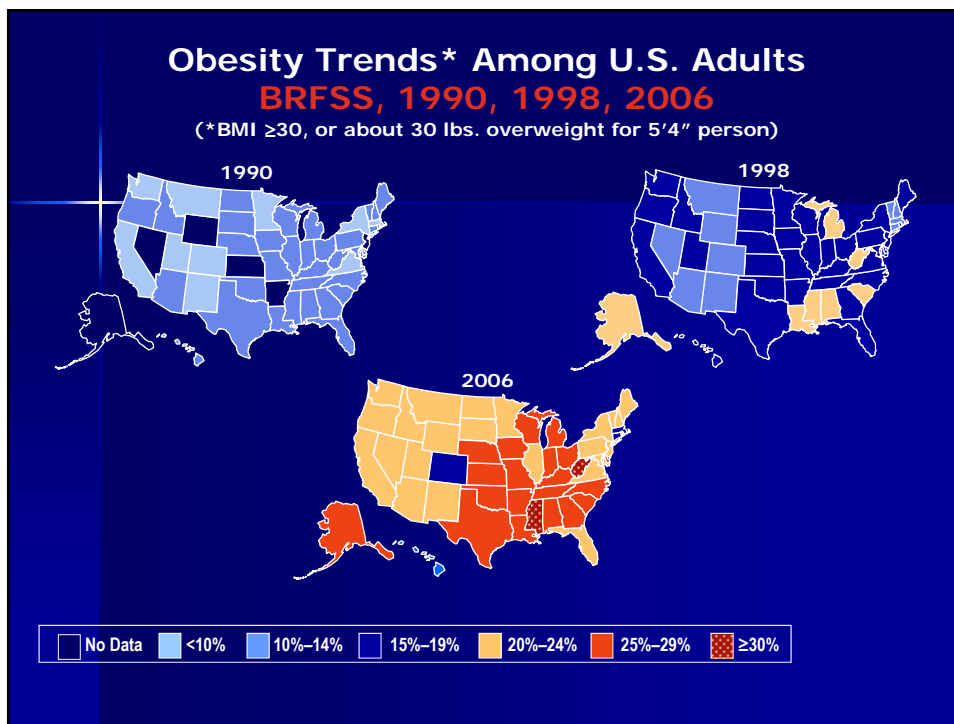 Obesity Trends* Among U.S. Adults
BRFSS, 1990, 1998, 2006
(*BMI ≥30, or about 30 lbs. overweight for 5'4" person)
1990
1998
2006
No Data <10% 10%–14% 15%–19% 20%–24% 25%–29% ≥30%